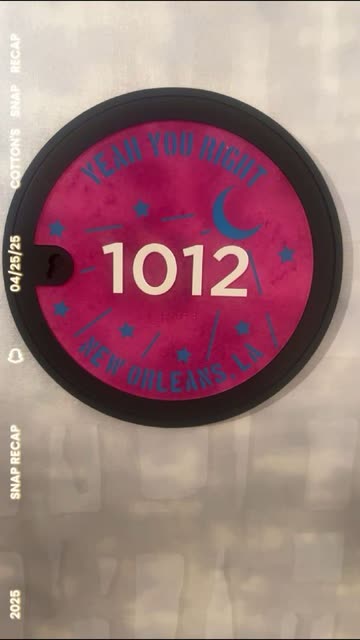 YEAH YOU RIGHT
1012
NEW ORLEANS, LA
2025
SNAP RECAP
04/25/25
COTTON'S SNAP RECAP